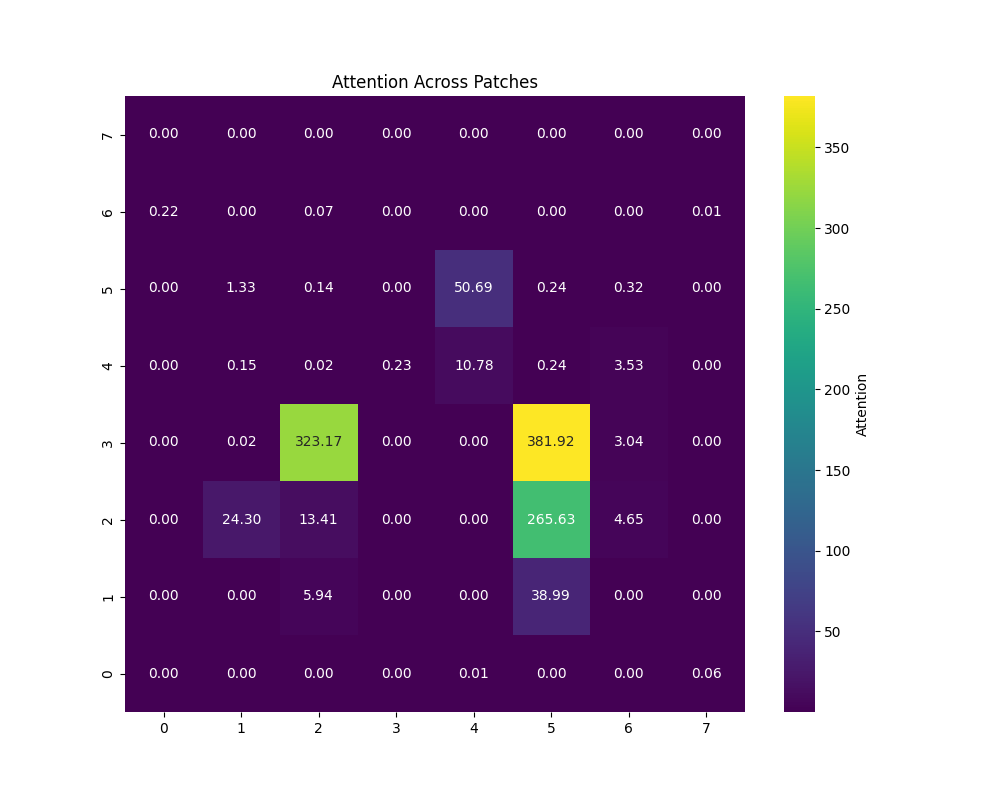 Attention Across Patches
7 0.00 0.00 0.00 0.00 0.00 0.00 0.00 0.00
6 0.22 0.00 0.07 0.00 0.00 0.00 0.00 0.01
5 0.00 1.33 0.14 0.00 50.69 0.24 0.32 0.00
4 0.00 0.15 0.02 0.23 10.78 0.24 3.53 0.00
3 0.00 0.02 323.17 0.00 0.00 381.92 3.04 0.00
2 0.00 24.30 13.41 0.00 0.00 265.63 4.65 0.00
1 0.00 0.00 5.94 0.00 0.00 38.99 0.00 0.00
0 0.00 0.00 0.00 0.00 0.01 0.00 0.00 0.06
0 1 2 3 4 5 6 7
350
300
250
200
150
100
50
Attention